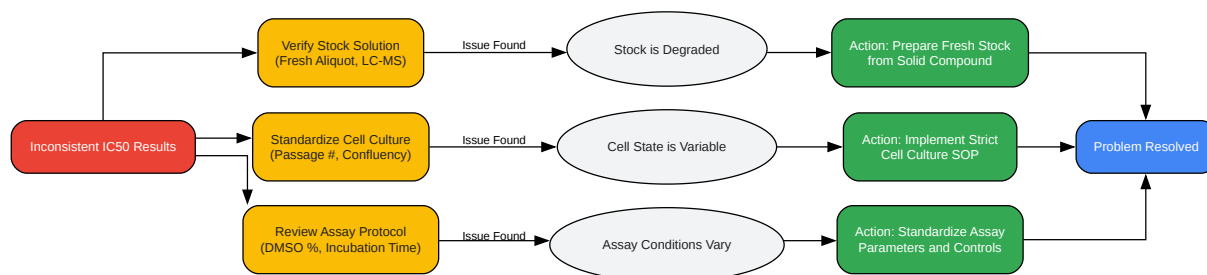 Verify Stock Solution
(Fresh Aliquot, LC-MS)
Issue Found
Stock is Degraded
Action: Prepare Fresh Stock
from Solid Compound
Inconsistent IC50 Results
Standardize Cell Culture
(Passage #, Confluency)
Issue Found
Cell State is Variable
Action: Implement Strict
Cell Culture SOP
Problem Resolved
Review Assay Protocol
(DMSO %, Incubation Time)
Issue Found
Assay Conditions Vary
Action: Standardize Assay
Parameters and Controls